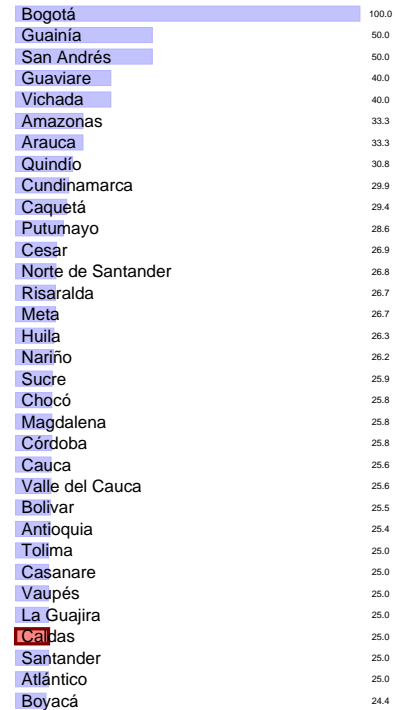 Bogotá 100.0
Guainía 50.0
San Andrés 50.0
Guaviare 40.0
Vichada 40.0
Amazonas 33.3
Arauca 33.3
Quindío 30.8
Cundinamarca 29.9
Caquetá 29.4
Putumayo 28.6
Cesar 26.9
Norte de Santander 26.8
Risaralda 26.7
Meta 26.7
Huila 26.3
Nariño 26.2
Sucre 25.9
Chocó 25.8
Magdalena 25.8
Córdoba 25.8
Cauca 25.6
Valle del Cauca 25.6
Bolivar 25.5
Antioquia 25.4
Tolima 25.0
Casanare 25.0
Vaupés 25.0
La Guajira 25.0
Caldas 25.0
Santander 25.0
Atlántico 25.0
Boyacá 24.4